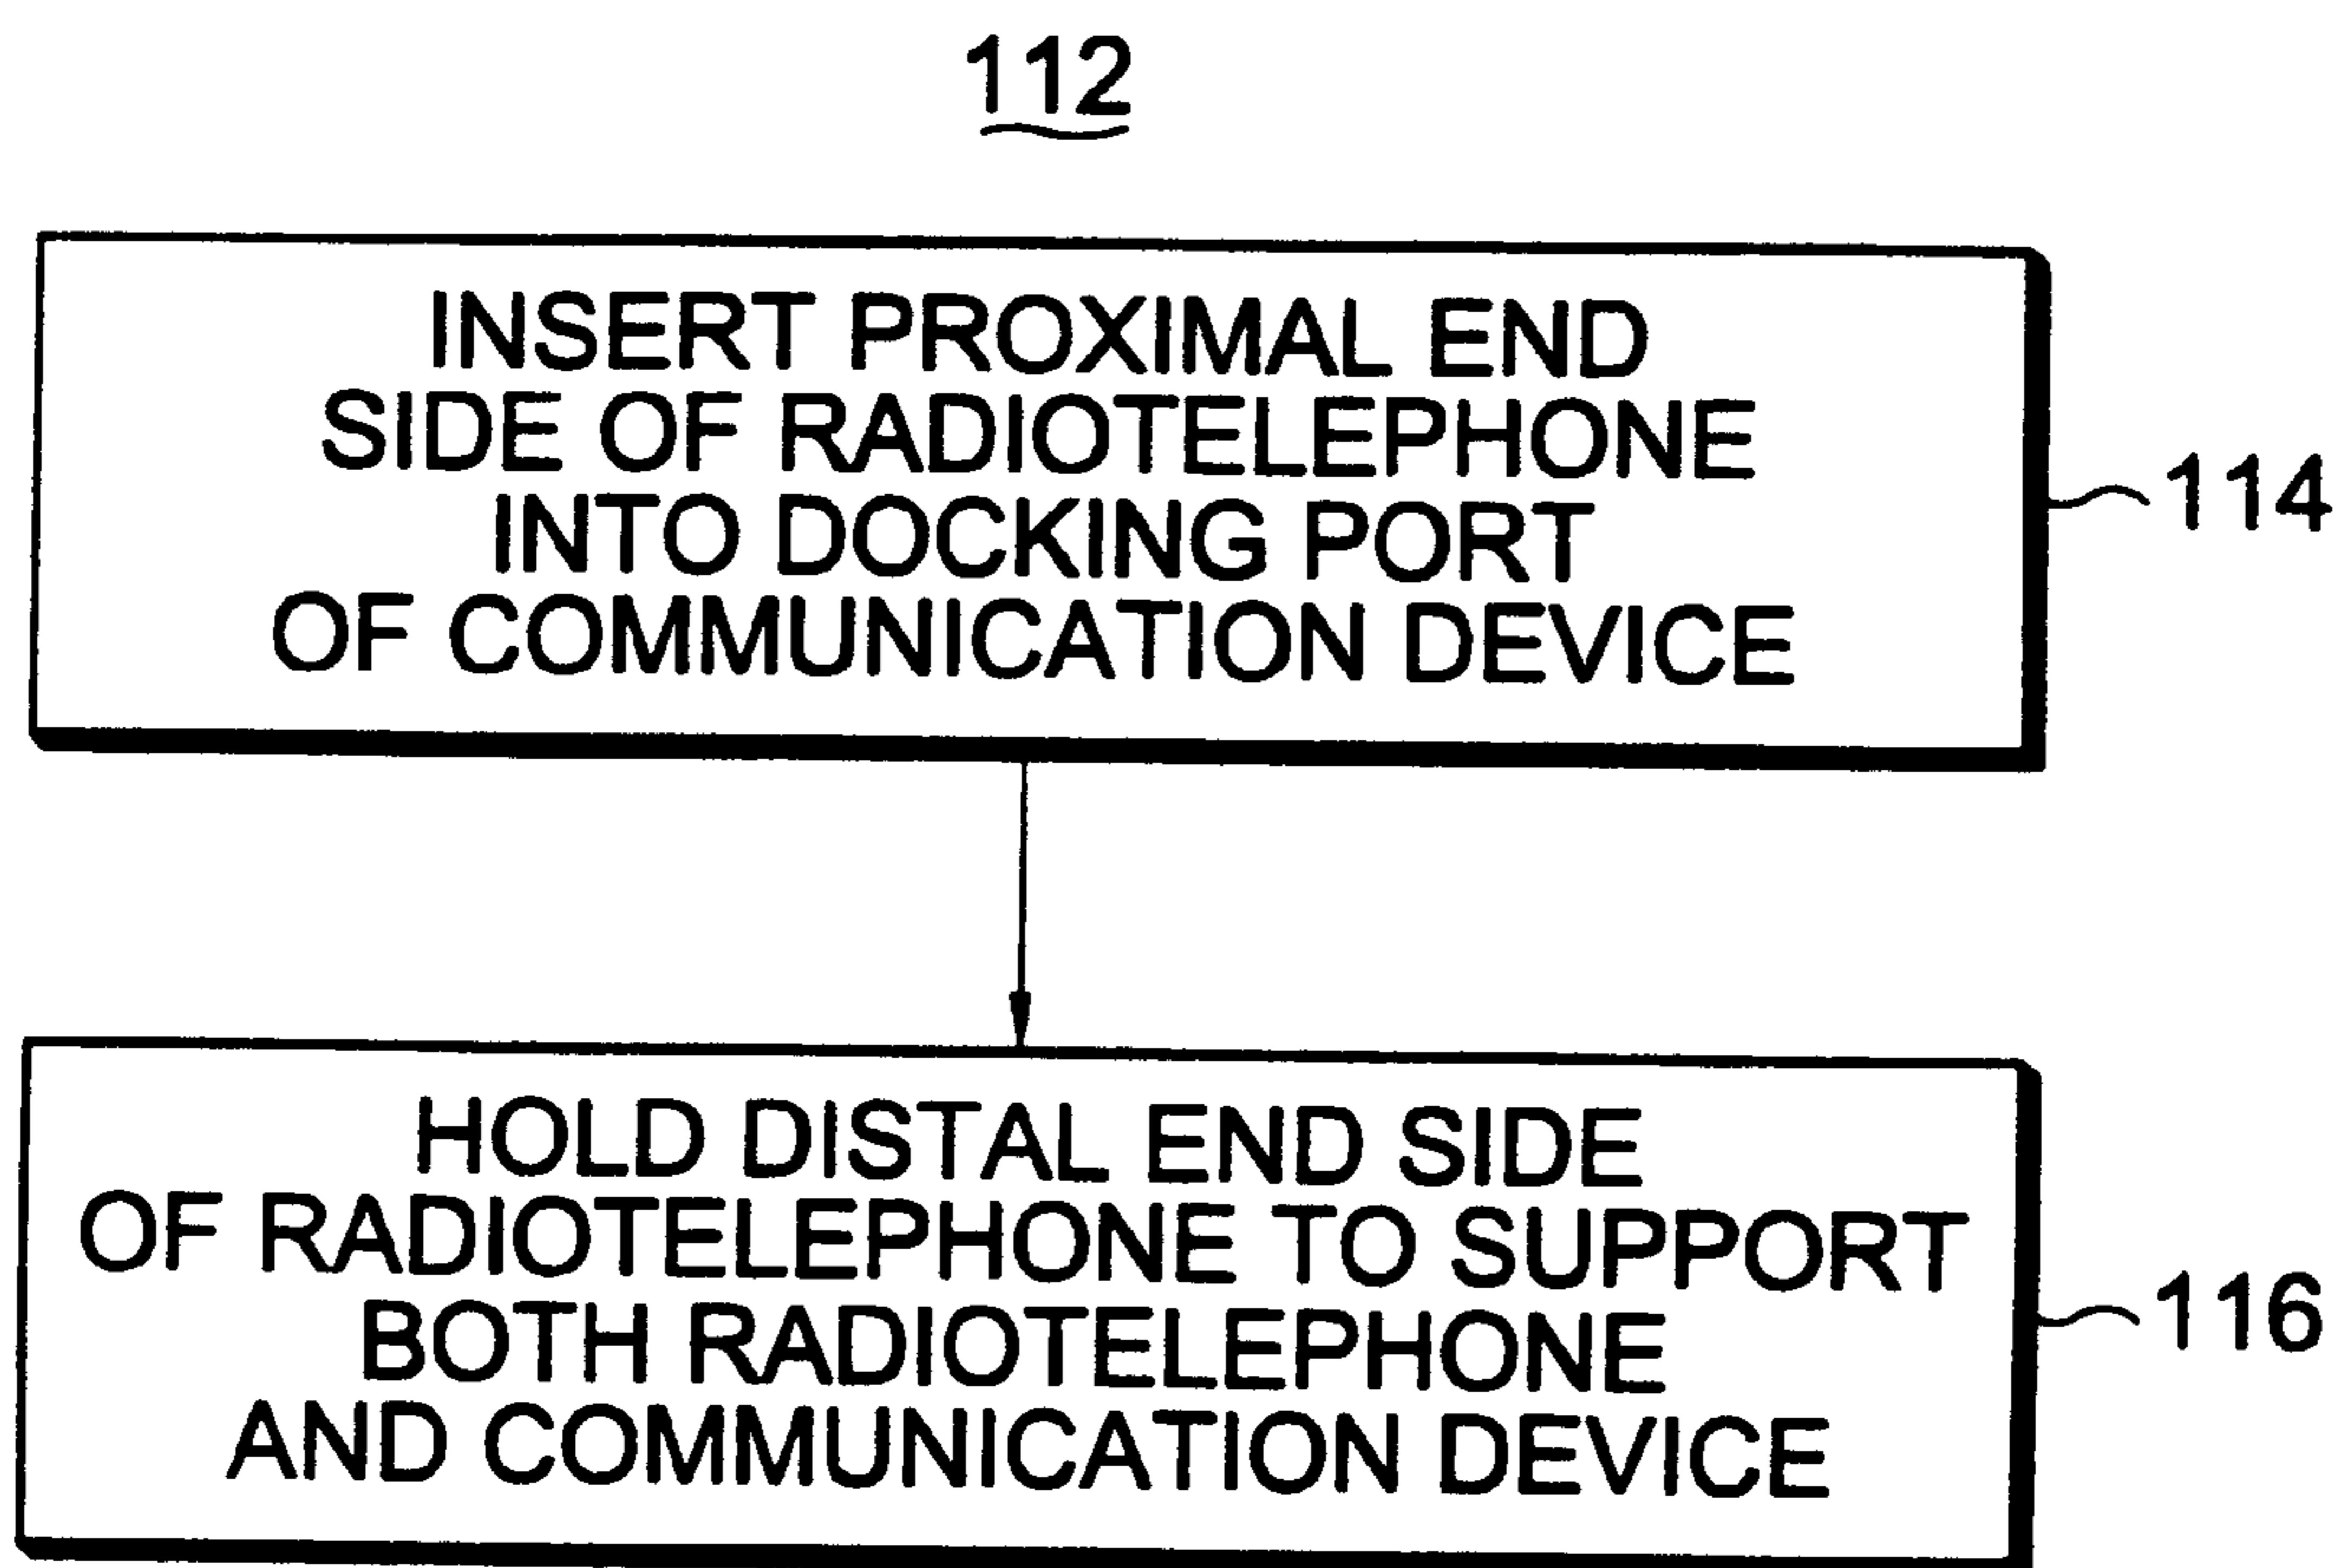 112
INSERT PROXIMAL END
SIDE OF RADIOTELEPHONE
INTO DOCKING PORT
OF COMMUNICATION DEVICE
114
HOLD DISTAL END SIDE
OF RADIOTELEPHONE TO SUPPORT
BOTH RADIOTELEPHONE
AND COMMUNICATION DEVICE
116